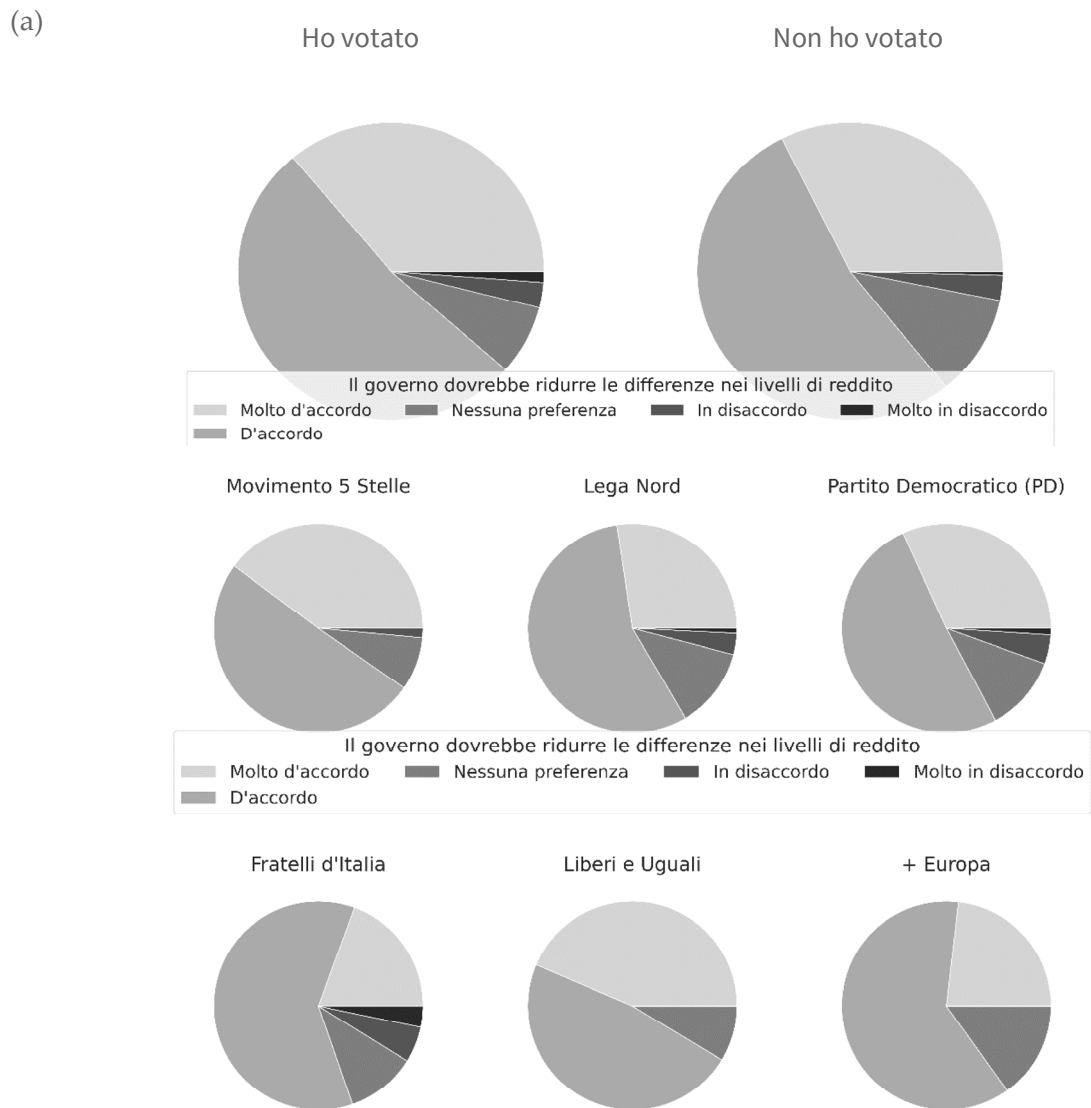 (a)
Ho votato
Non ho votato
Il governo dovrebbe ridurre le differenze nei livelli di reddito
Molto d'accordo
Nessuna preferenza
In disaccordo
Molto in disaccordo
D'accordo
Movimento 5 Stelle
Lega Nord
Partito Democratico (PD)
Il governo dovrebbe ridurre le differenze nei livelli di reddito
Molto d'accordo
Nessuna preferenza
In disaccordo
Molto in disaccordo
D'accordo
Fratelli d'Italia
Liberi e Uguali
+ Europa